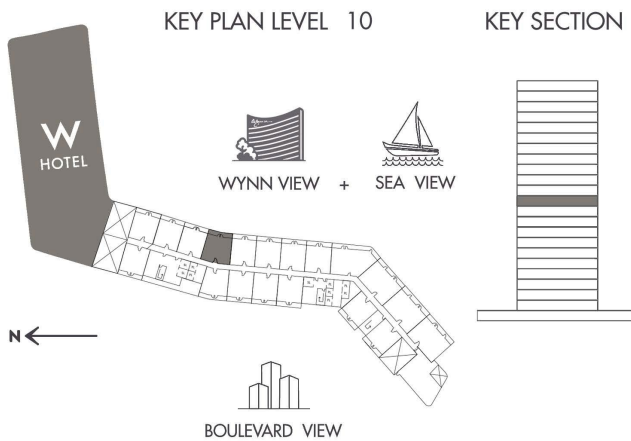 KEY PLAN LEVEL 10
KEY SECTION
W
HOTEL
WYNN VIEW + SEA VIEW
N
BOULEVARD VIEW